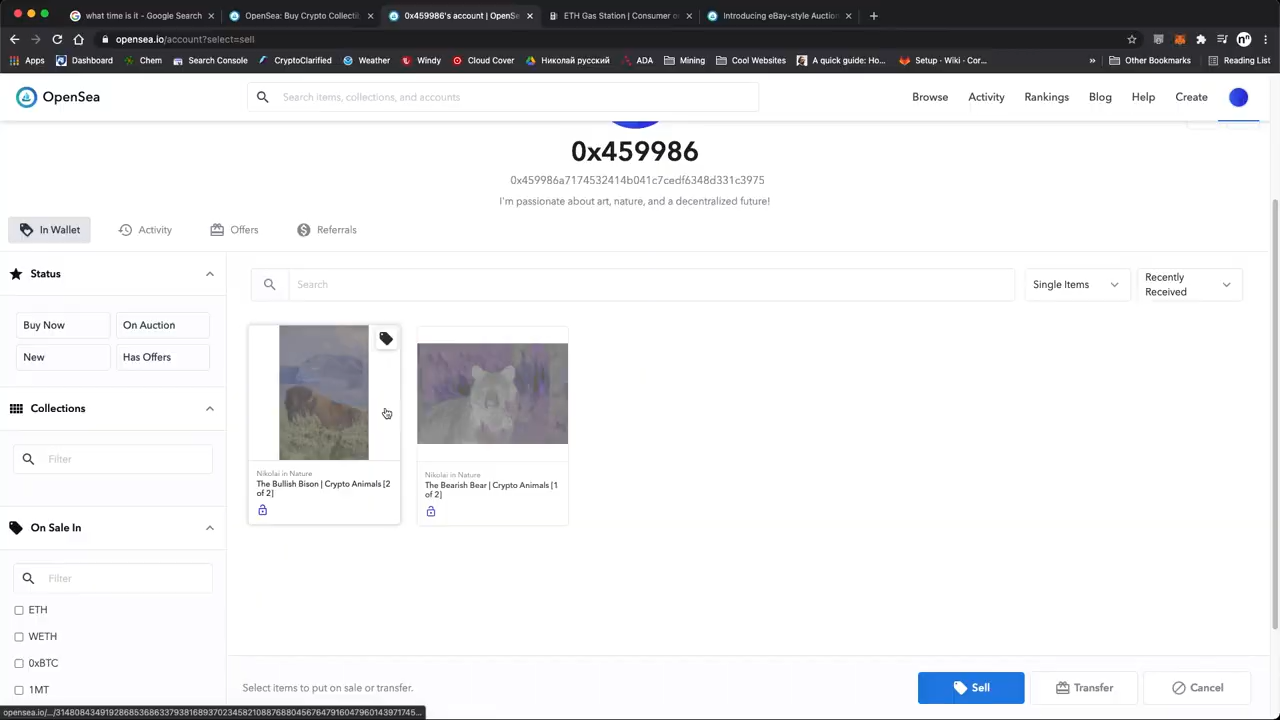 what time is it - Google Search
OpenSea: Buy Crypto Collectib
0x459986's account | OpenSe
ETH Gas Station | Consumer o
Introducing eBay-style Auction
opensea.io/account?select=sell
Apps
Dashboard
Chem
Search Console
CryptoClarified
Weather
Windy
Cloud Cover
Николай русский
ADA
Mining
Cool Websites
A quick guide: Ho...
Setup · Wiki · Cor...
»
Other Bookmarks
Reading List
OpenSea
Search items, collections, and accounts
Browse
Activity
Rankings
Blog
Help
Create
0x459986
0x459986a7174532414b041c7cedf6348d331c3975
I'm passionate about art, nature, and a decentralized future!
In Wallet
Activity
Offers
Referrals
Status
Buy Now
On Auction
New
Has Offers
Collections
Filter
On Sale In
Filter
ETH
WETH
0xBTC
1MT
Search
Single Items
Recently
Received
Nikolai in Nature
The Bullish Bison | Crypto Animals [2
of 2]
Nikolai in Nature
The Bearish Bear | Crypto Animals [1
of 2]
Select items to put on sale or transfer.
Sell
Transfer
Cancel